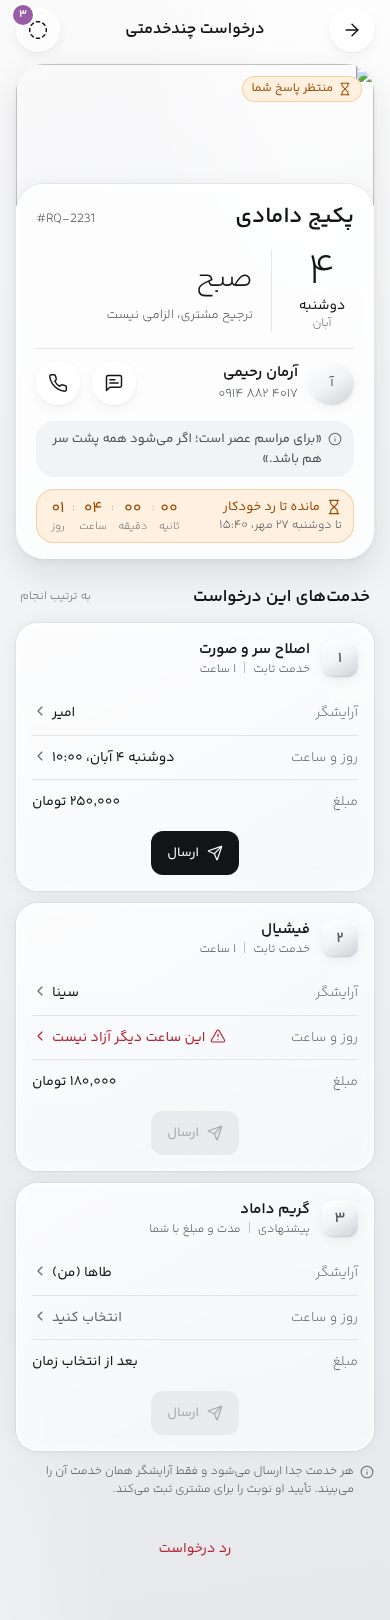 درخواست چندخدمتی
۳
منتظر پاسخ شما
پکیج دامادی
#RQ-2231
۴
دوشنبه
آبان
صبح
ترجیح مشتری، الزامی نیست
آ
آرمان رحیمی
۰۹۱۴ ۸۸۲ ۴۰۱۷
«برای مراسم عصر است؛ اگر می‌شود همه پشت سر
هم باشد.»
مانده تا رد خودکار
تا دوشنبه ۲۷ مهر، ۱۵:۴۰
۰۰ : ۰۰ : ۰۴ : ۰۱
ثانیه دقیقه ساعت روز
خدمت‌های این درخواست
به ترتیب انجام
۱
اصلاح سر و صورت
خدمت ثابت | ۱ ساعت
آرایشگر
امیر
روز و ساعت
دوشنبه ۴ آبان، ۱۰:۰۰
مبلغ
۲۵۰,۰۰۰ تومان
ارسال
۲
فیشیال
خدمت ثابت | ۱ ساعت
آرایشگر
سینا
روز و ساعت
این ساعت دیگر آزاد نیست
مبلغ
۱۸۰,۰۰۰ تومان
ارسال
۳
گریم داماد
پیشنهادی | مدت و مبلغ با شما
آرایشگر
طاها (من)
روز و ساعت
انتخاب کنید
مبلغ
بعد از انتخاب زمان
ارسال
هر خدمت جدا ارسال می‌شود و فقط آرایشگر همان خدمت آن را
می‌بیند. تأیید او نوبت را برای مشتری ثبت می‌کند.
رد درخواست